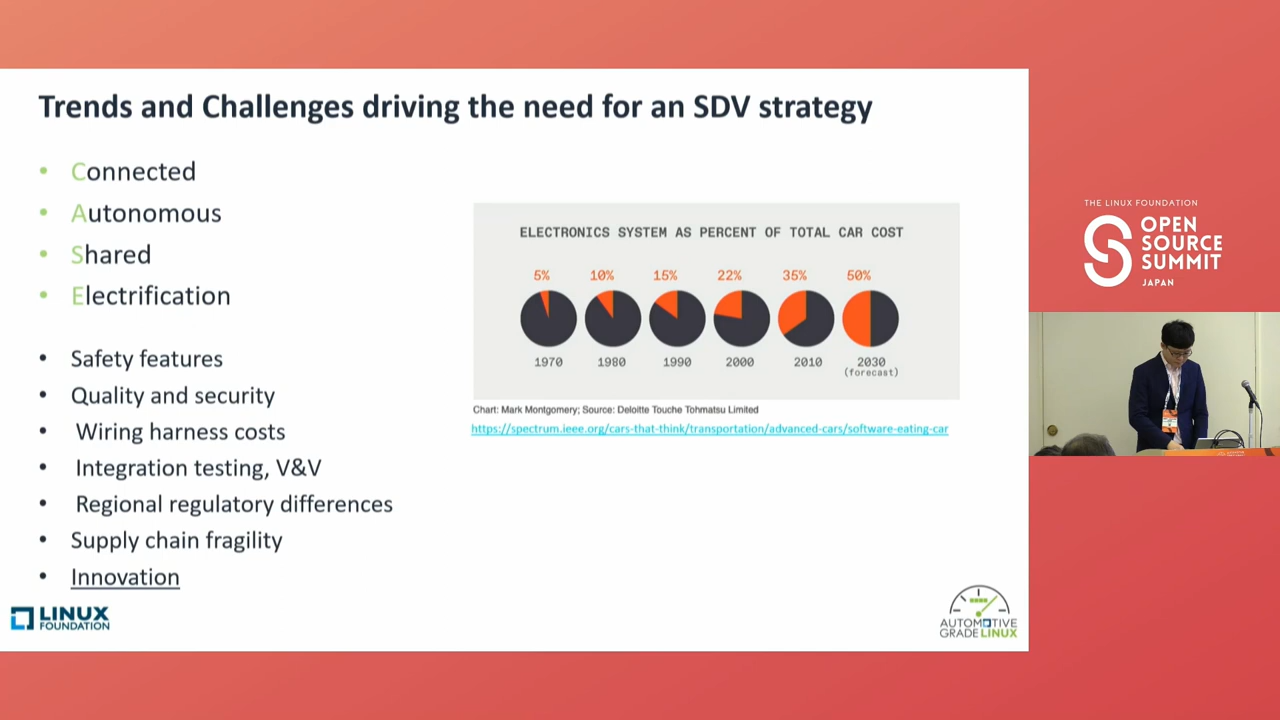 Trends and Challenges driving the need for an SDV strategy
• Connected
• Autonomous
• Shared
• Electrification
• Safety features
• Quality and security
• Wiring harness costs
• Integration testing, V&V
• Regional regulatory differences
• Supply chain fragility
• Innovation
ELECTRONICS SYSTEM AS PERCENT OF TOTAL CAR COST
5% 10% 15% 22% 35% 50%
1970 1980 1990 2000 2010 2030
(forecast)
Chart: Mark Montgomery; Source: Deloitte Touche Tohmatsu Limited
https://spectrum.ieee.org/cars-that-think/transportation/advanced-cars/software-eating-car
LINUX
FOUNDATION
AUTOMOTIVE
GRADE LINUX
THE LINUX FOUNDATION
OPEN
SOURCE
SUMMIT
JAPAN